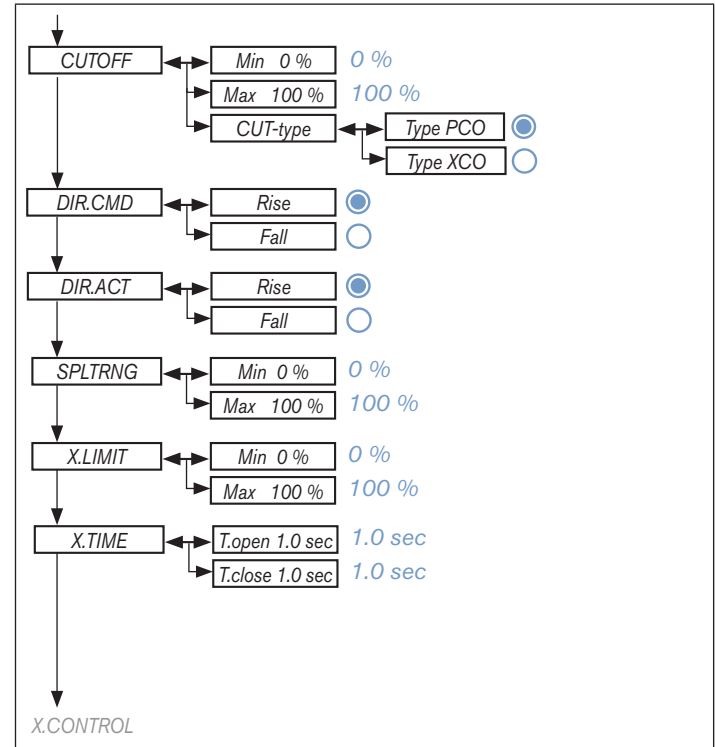 CUTOFF Min 0 % 0 %
Max 100 % 100 %
CUT-type Type PCO
Type XCO
DIR.CMD Rise
Fall
DIR.ACT Rise
Fall
SPLTRNG Min 0 % 0 %
Max 100 % 100 %
X.LIMIT Min 0 % 0 %
Max 100 % 100 %
X.TIME T.open 1.0 sec 1.0 sec
T.close 1.0 sec 1.0 sec
X.CONTROL